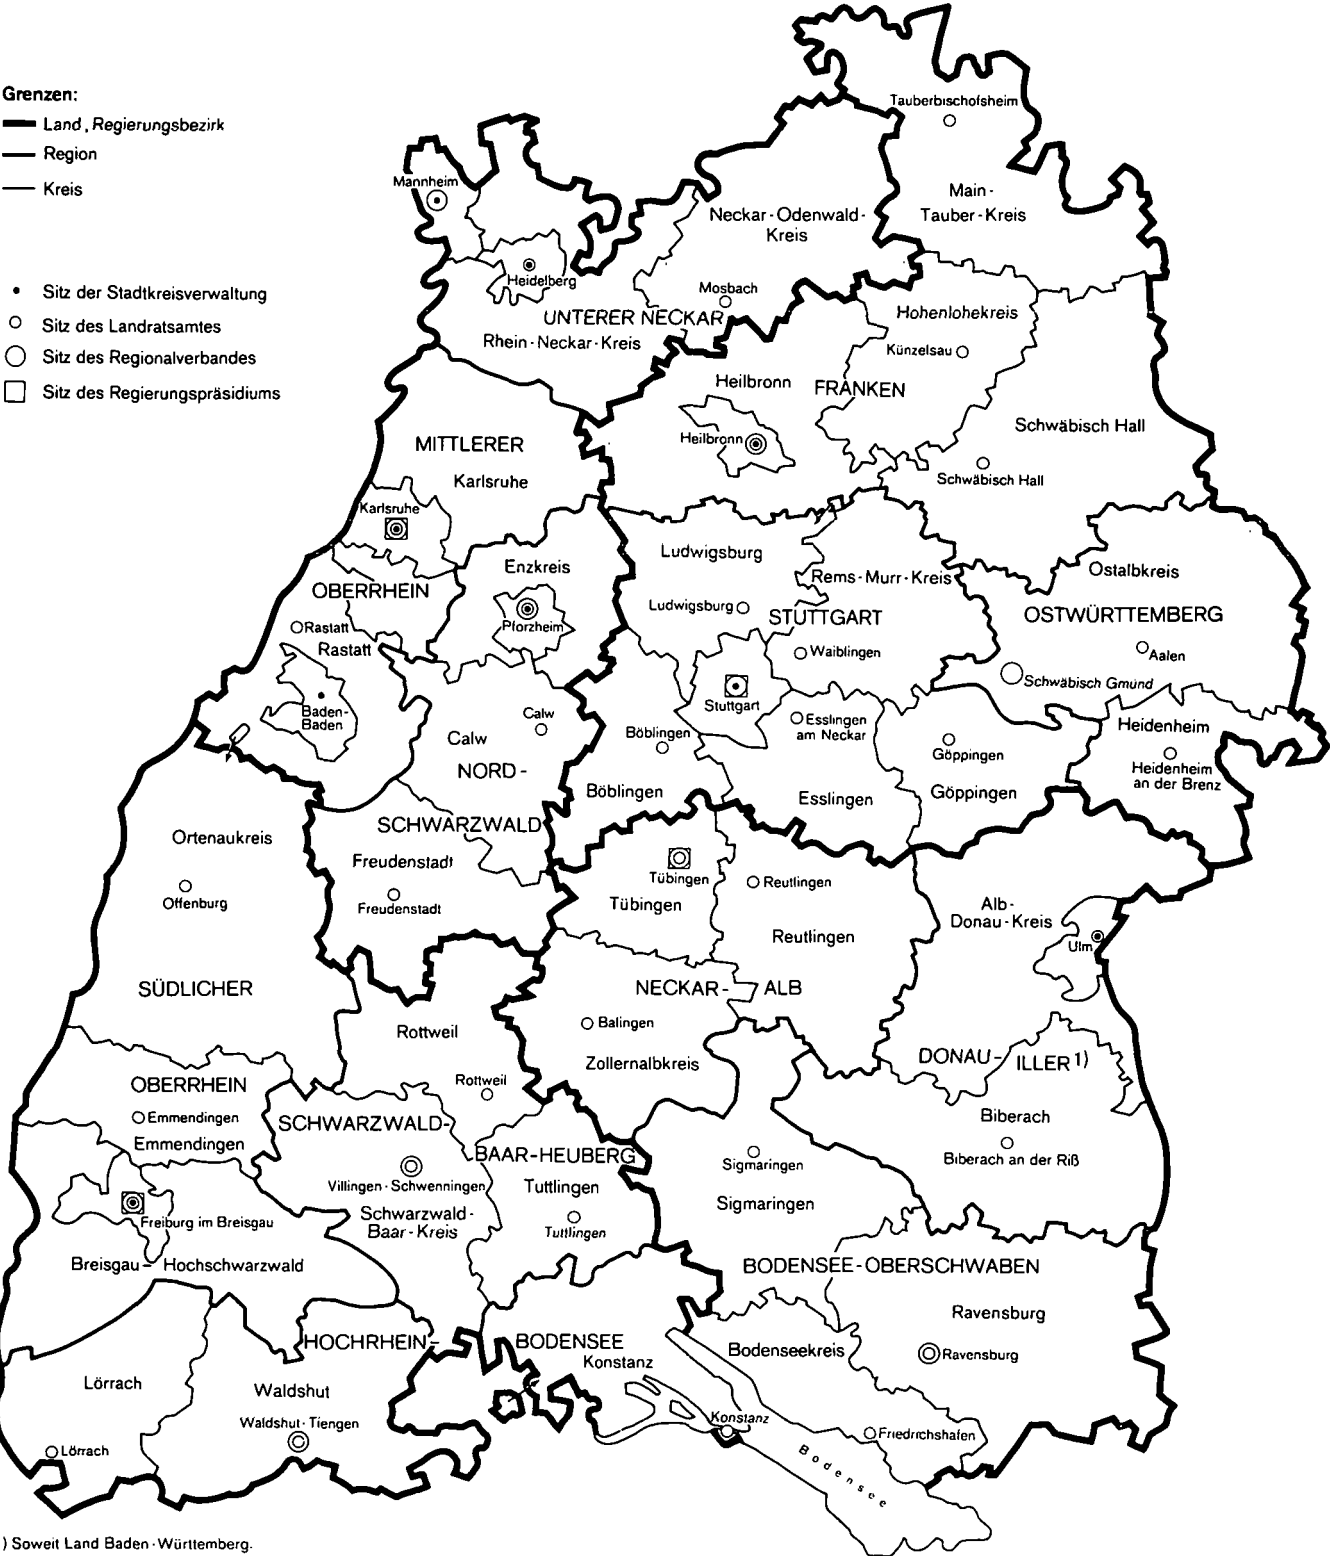 Grenzen:
Land, Regierungsbezirk
Region
Kreis
Sitz der Stadtkreisverwaltung
Sitz des Landratsamtes
Sitz des Regionalverbandes
Sitz des Regierungspräsidiums
Tauberbischofsheim
Main-
Tauber-Kreis
Mannheim
Neckar-Odenwald-
Kreis
Heidelberg
Mosbach
UNTERER NECKAR
Rhein-Neckar-Kreis
Hohenlohekreis
Künzelsau
Heilbronn
FRANKEN
Heilbronn
Schwäbisch Hall
Schwäbisch Hall
MITTLERER
Karlsruhe
Karlsruhe
Ludwigsburg
Enzkreis
Rems-Murr-Kreis
Ostalbkreis
OBERRHEIN
Ludwigsburg
STUTTGART
OSTWÜRTTEMBERG
Pforzheim
Rastatt
Rastatt
Waiblingen
Aalen
Schwäbisch Gmünd
Stuttgart
Baden-
Baden
Calw
Calw
NORD-
Böblingen
Esslingen
am Neckar
Göppingen
Heidenheim
Heidenheim
an der Brenz
Böblingen
Esslingen
Göppingen
Ortenaukreis
SCHWARZWALD
Freudenstadt
Freudenstadt
Offenburg
Tübingen
Tübingen
Reutlingen
Reutlingen
Alb-
Donau-Kreis
Ulm
SÜDLICHER
NECKAR-ALB
Rottweil
Balingen
Zollernalbkreis
DONAU-ILLER 1)
Rottweil
OBERRHEIN
Emmendingen
Emmendingen
SCHWARZWALD-
BAAR-HEUBERG
Biberach
Biberach an der Riß
Villingen-Schwenningen
Tuttlingen
Sigmaringen
Sigmaringen
Schwarzwald-
Baar-Kreis
Tuttlingen
Freiburg im Breisgau
Breisgau-Hochschwarzwald
BODENSEE-OBERSCHWABEN
Ravensburg
HOCHRHEIN-
BODENSEE
Konstanz
Bodenseekreis
Ravensburg
Lörrach
Waldshut
Waldshut-Tiengen
Konstanz
Friedrichshafen
Lörrach
Bodensee
) Soweit Land Baden-Württemberg.